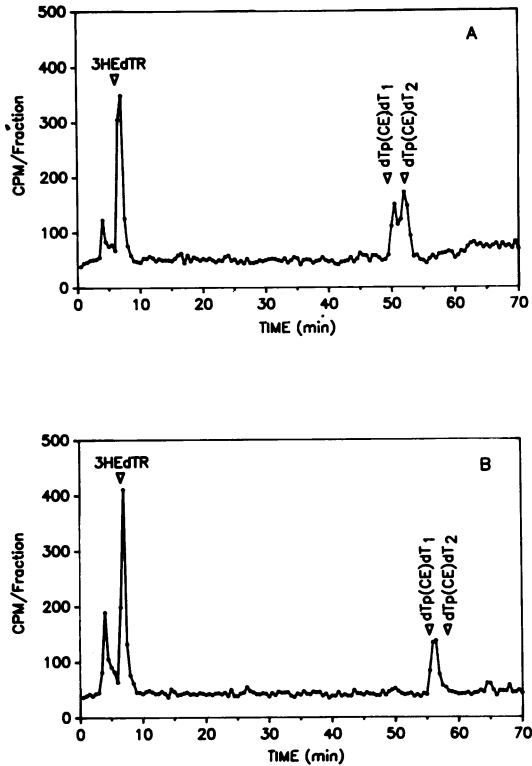 A
3HEdTR
dTp(CE)dT1
dTp(CE)dT2
CPM/Fraction
500
400
300
200
100
0
0 10 20 30 40 50 60 70
TIME (min)
B
3HEdTR
dTp(CE)dT1
dTp(CE)dT2
CPM/Fraction
500
400
300
200
100
0
0 10 20 30 40 50 60 70
TIME (min)